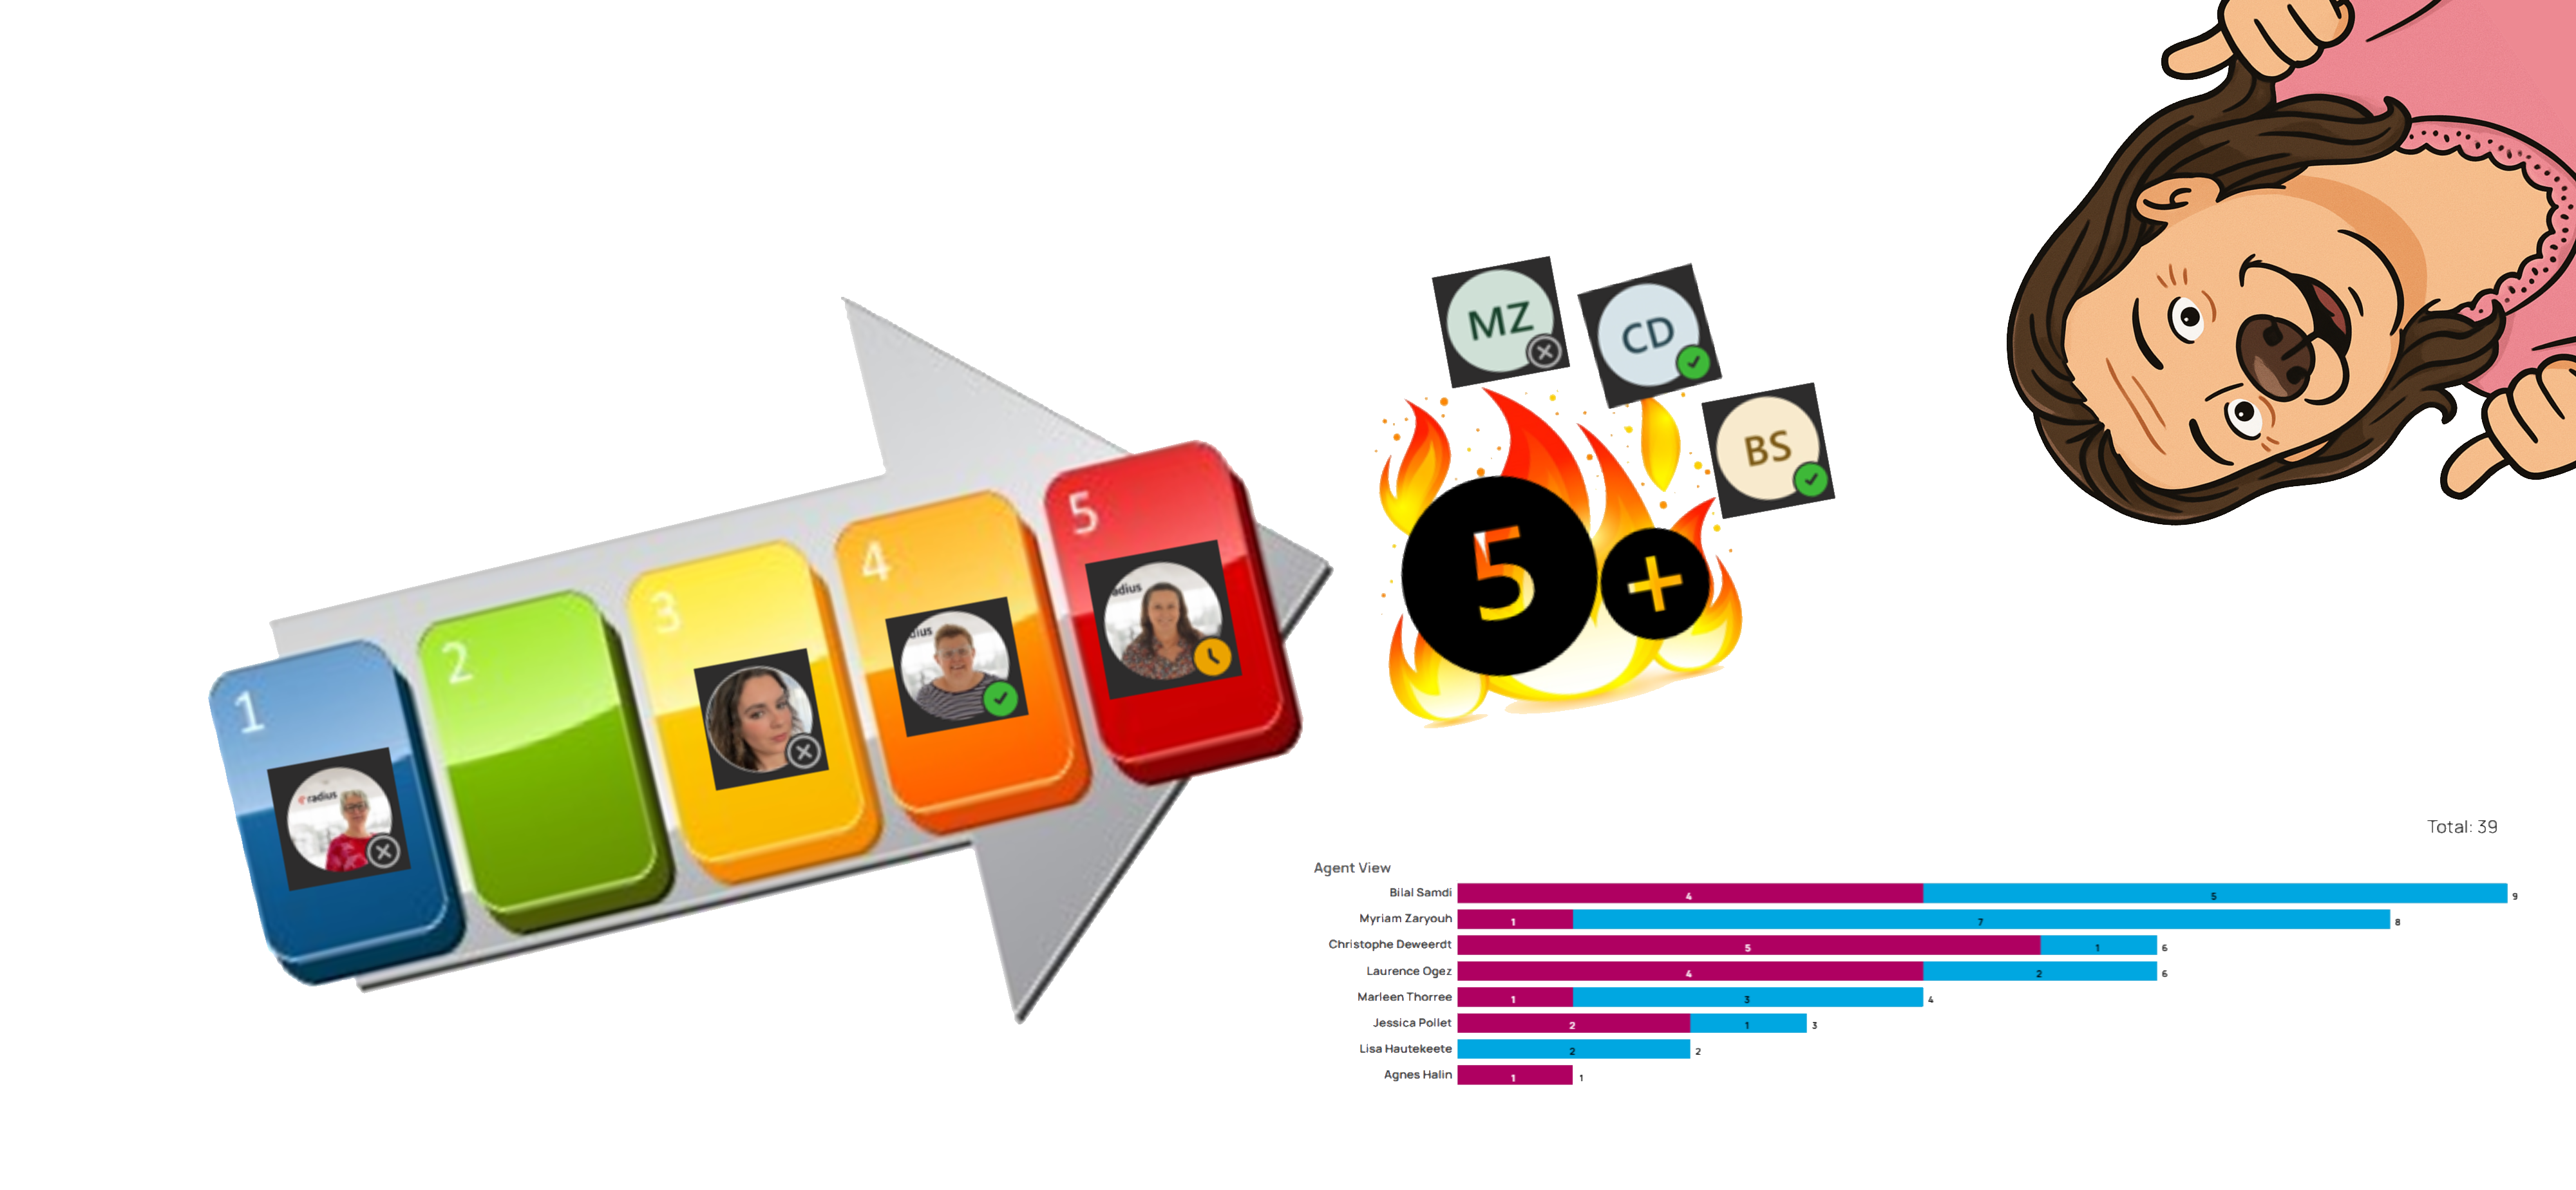 MZ
CD
BS
5
+
5
4
3
2
1
radius
dius
adius
Total: 39
Agent View
Bilal Samdi 4 5 9
Myriam Zaryouh 1 7 8
Christophe Deweerdt 5 1 6
Laurence Ogez 4 2 6
Marleen Thorree 1 3 4
Jessica Pollet 2 1 3
Lisa Hautekeete 2 2
Agnes Halin 1 1